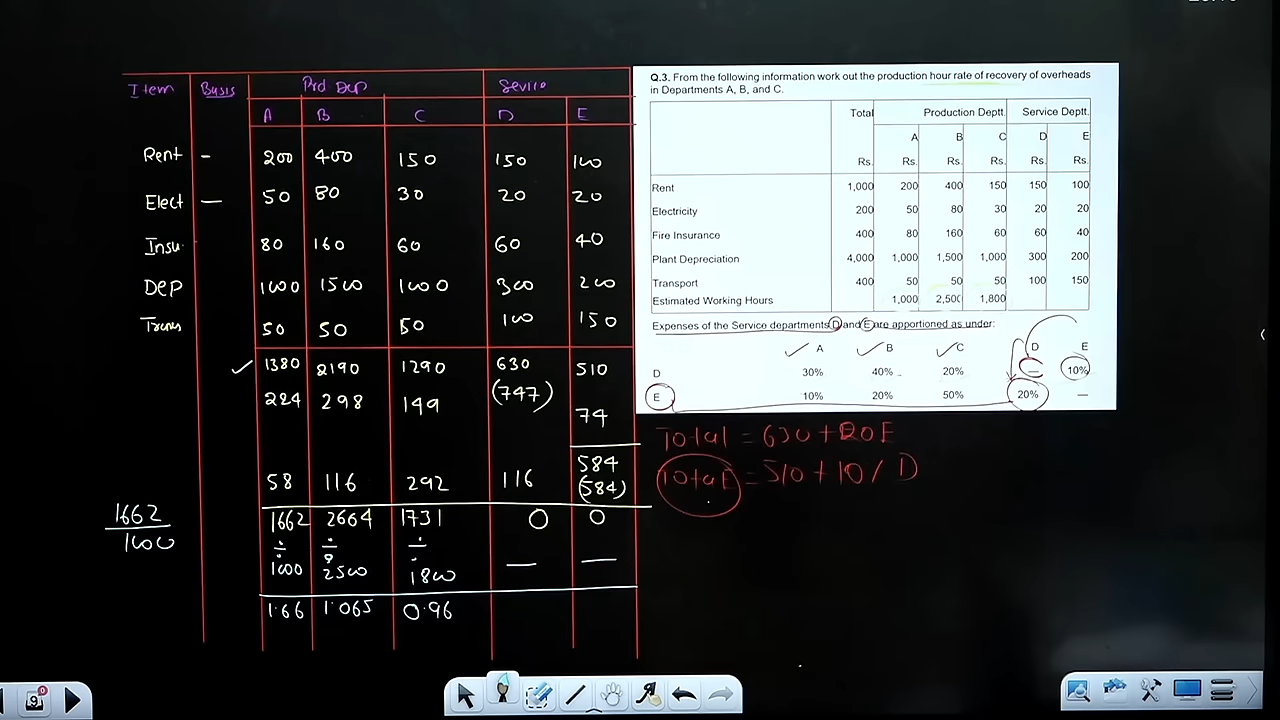 Item Basis Prd Dep Sevice
A B C D E
Rent - 200 400 150 150 100
Elect — 50 80 30 20 20
Insu. 80 160 60 60 40
Dep 1000 1500 1000 300 200
Trans 50 50 50 100 150
1380 2190 1290 630 510
224 298 149 (747) 74
584
58 116 292 116 (584)
1662 2664 1731 0 0
÷ ÷ ÷
1000 2500 1800 — —
1.66 1.065 0.96
1662
1000
Q.3. From the following information work out the production hour rate of recovery of overheads
in Departments A, B, and C.
Total Production Deptt. Service Deptt.
A B C D E
Rs. Rs. Rs. Rs. Rs. Rs.
Rent 1,000 200 400 150 150 100
Electricity 200 50 80 30 20 20
Fire Insurance 400 80 160 60 60 40
Plant Depreciation 4,000 1,000 1,500 1,000 300 200
Transport 400 50 50 50 100 150
Estimated Working Hours 1,000 2,500 1,800
Expenses of the Service departments D and E are apportioned as under:
A B C D E
D 30% 40% 20% — 10%
E 10% 20% 50% 20% —
Total = 630 + 20 E
Tota E = 510 + 10 / D
9
0